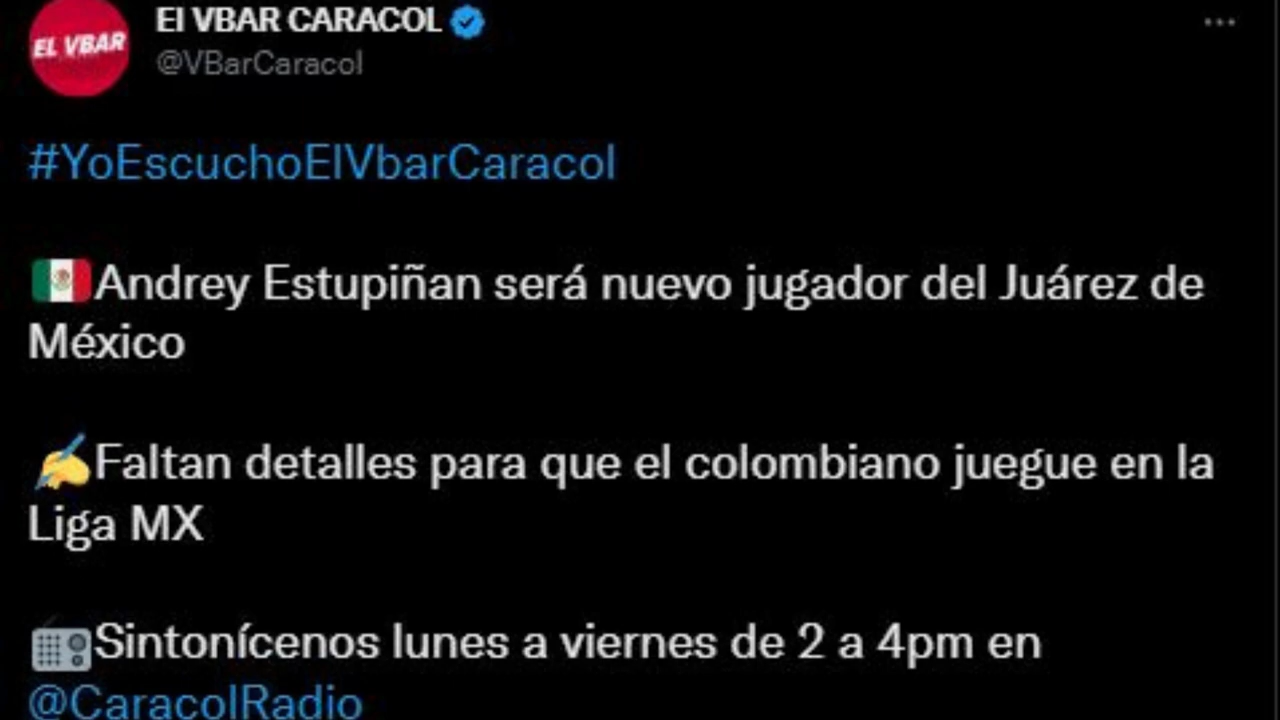 EL VBAR
El VBAR CARACOL
@VBarCaracol
#YoEscuchoElVbarCaracol
Andrey Estupiñan será nuevo jugador del Juárez de
México
Faltan detalles para que el colombiano juegue en la
Liga MX
Sintonícenos lunes a viernes de 2 a 4pm en
@CaracolRadio